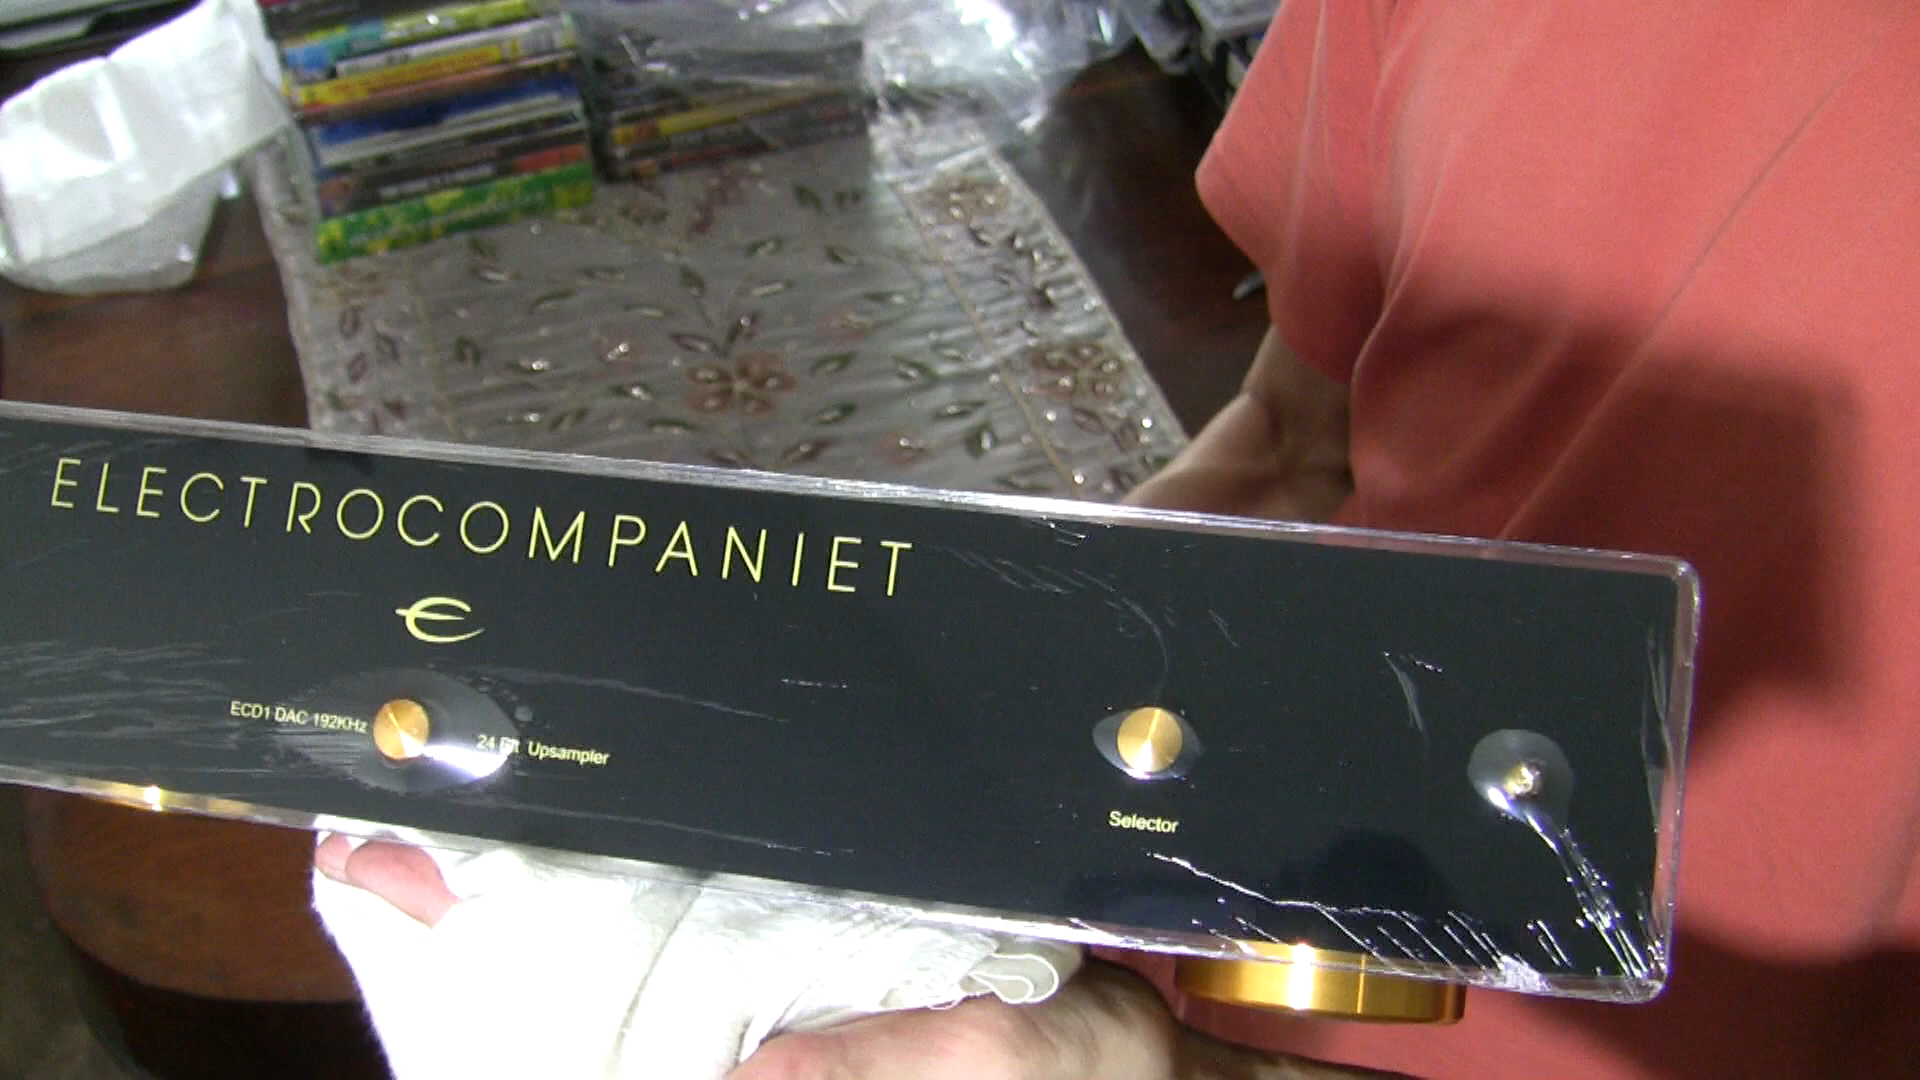 ELECTROCOMPANIET
ECD1 DAC 192KHz
24 Bit Upsampler
Selector